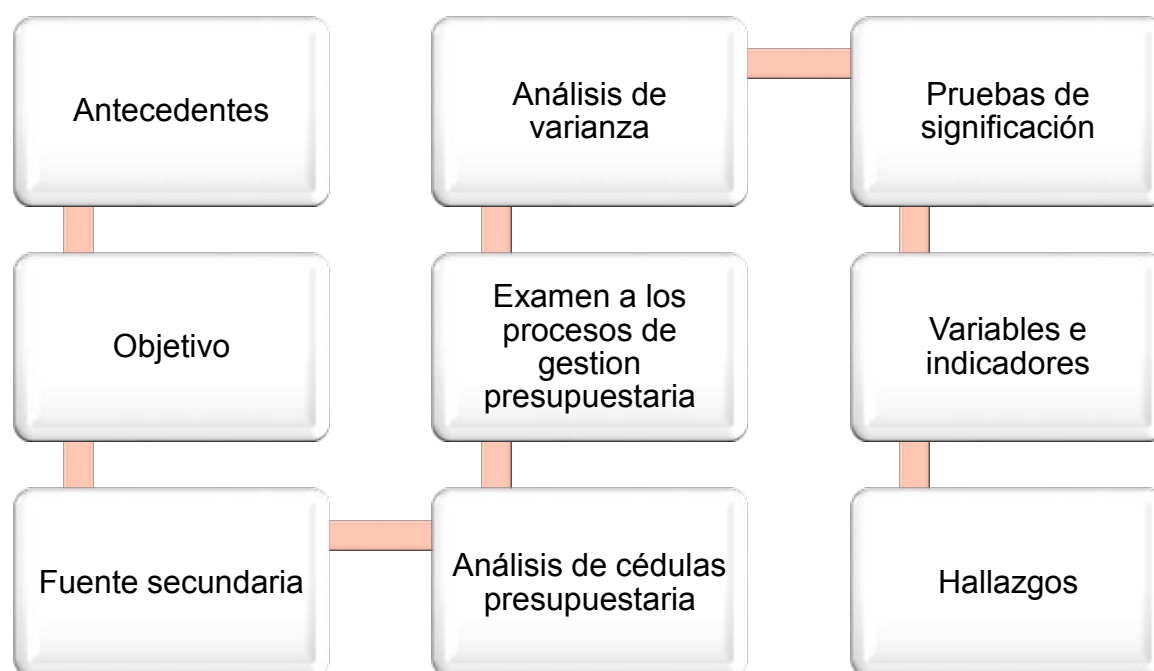 Antecedentes
Objetivo
Fuente secundaria
Análisis de cédulas
presupuestaria
Examen a los
procesos de
gestion
presupuestaria
Análisis de
varianza
Pruebas de
significación
Variables e
indicadores
Hallazgos